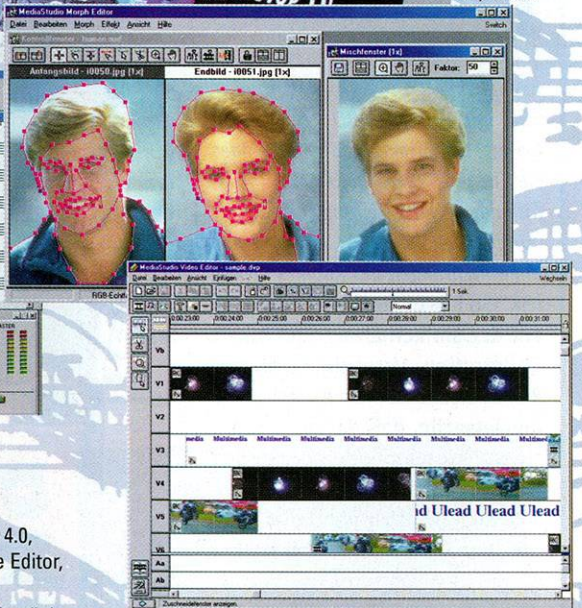 MediaStudio Morph Editor
Datei Bearbeiten Morph Effekt Ansicht Hilfe
Switch
Anfangsbild - i0050.jpg [1x]
Endbild - i0051.jpg [1x]
Mischfenster [1x]
Faktor: 50
MediaStudio Video Editor - sample.dvp
Datei Bearbeiten Ansicht Einfügen Hilfe
Wechseln
1 Sek.
Normal
0:00:23:00 0:00:24:00 0:00:25:00 0:00:26:00 0:00:27:00 0:00:28:00 0:00:29:00 0:00:30:00 0:00:31:00
Vb
V1
V2
V3
Multimedia Multimedia Multimedia Multimedia Multimedia Multimedia Multimedia
V4
V5
Ulead Ulead Ulead
V6
Aa
Ab
Zuschneidefenster anzeigen.
4.0,
Editor,